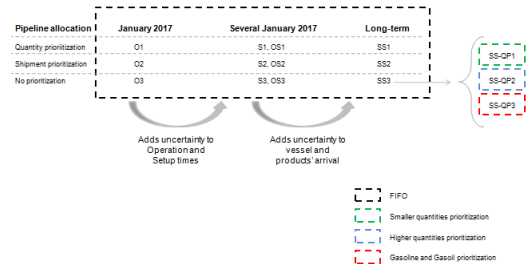 Pipeline allocation January 2017 Several January 2017 Long-term
Quantity prioritization O1 S1, OS1 SS1
Shipment prioritization O2 S2, OS2 SS2
No prioritization O3 S3, OS3 SS3
SS-QP1
SS-QP2
SS-QP3
Adds uncertainty to
Operation and
Setup times
Adds uncertainty to
vessel and
products' arrival
FIFO
Smaller quantities prioritization
Higher quantities prioritization
Gasoline and Gasoil prioritization